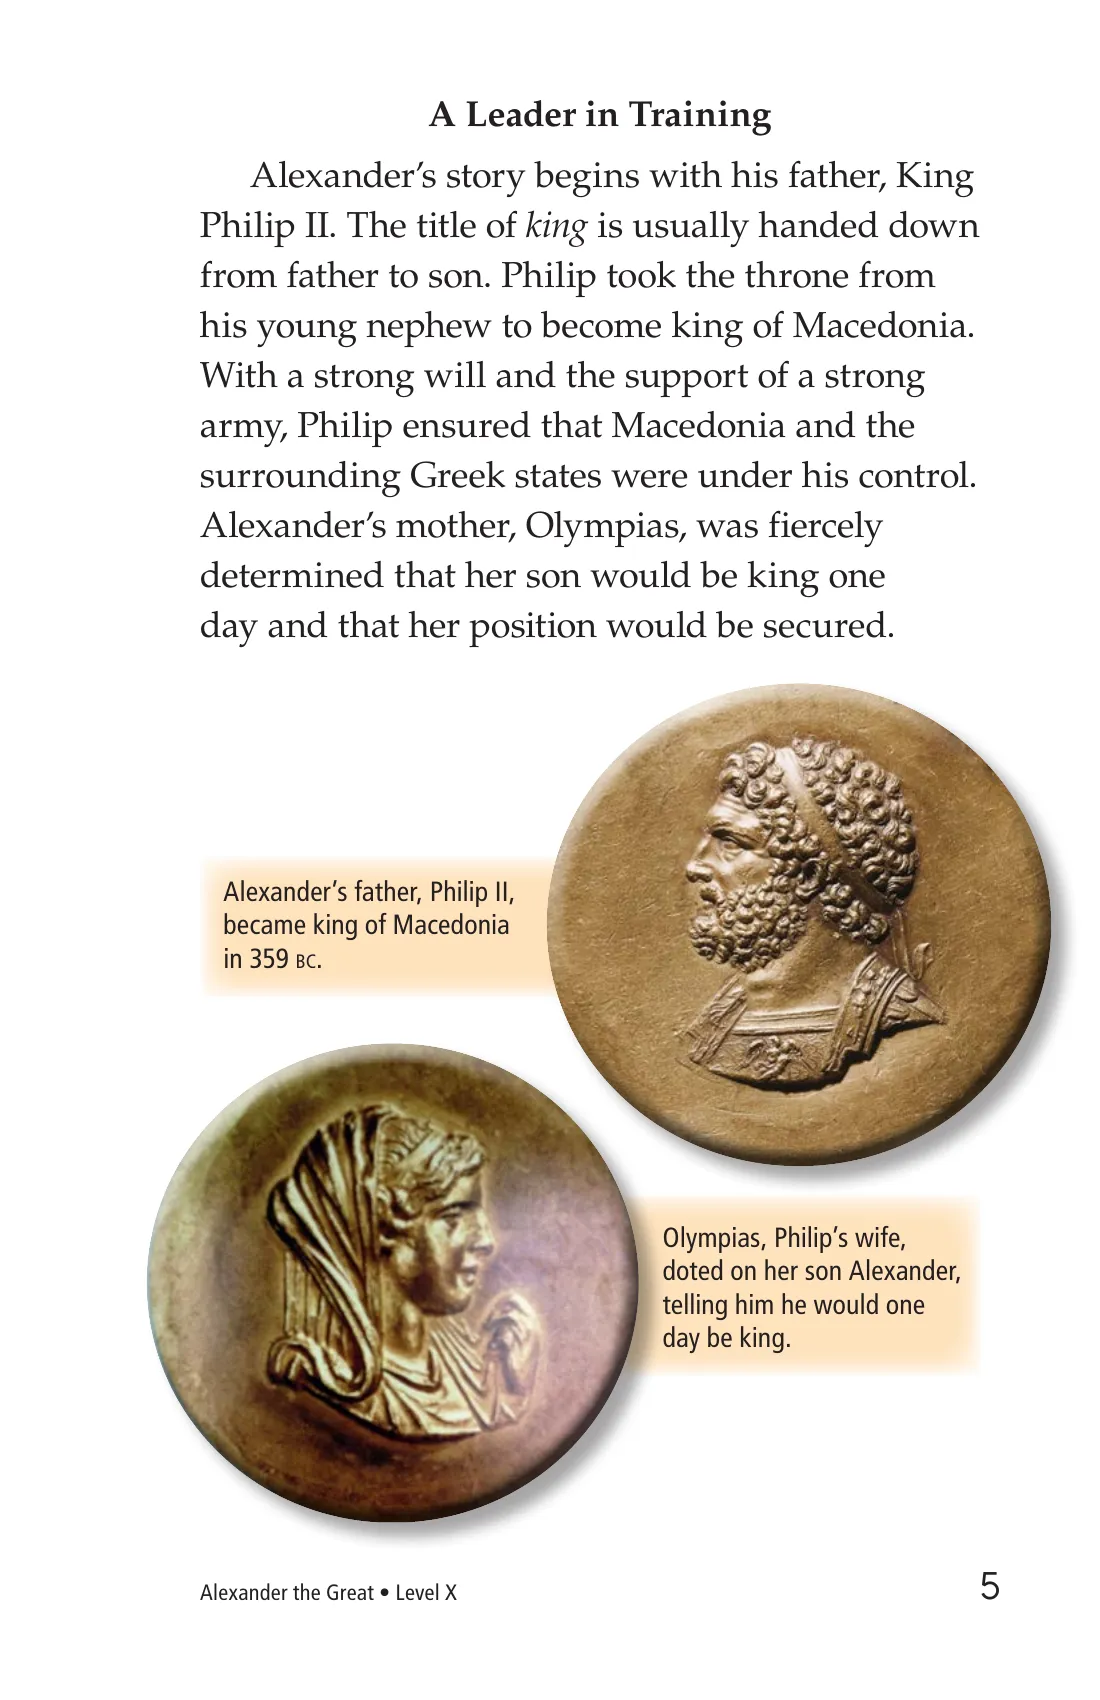 A Leader in Training
Alexander’s story begins with his father, King
Philip II. The title of king is usually handed down
from father to son. Philip took the throne from
his young nephew to become king of Macedonia.
With a strong will and the support of a strong
army, Philip ensured that Macedonia and the
surrounding Greek states were under his control.
Alexander’s mother, Olympias, was fiercely
determined that her son would be king one
day and that her position would be secured.
Alexander’s father, Philip II,
became king of Macedonia
in 359 BC.
Olympias, Philip’s wife,
doted on her son Alexander,
telling him he would one
day be king.
Alexander the Great • Level X
5